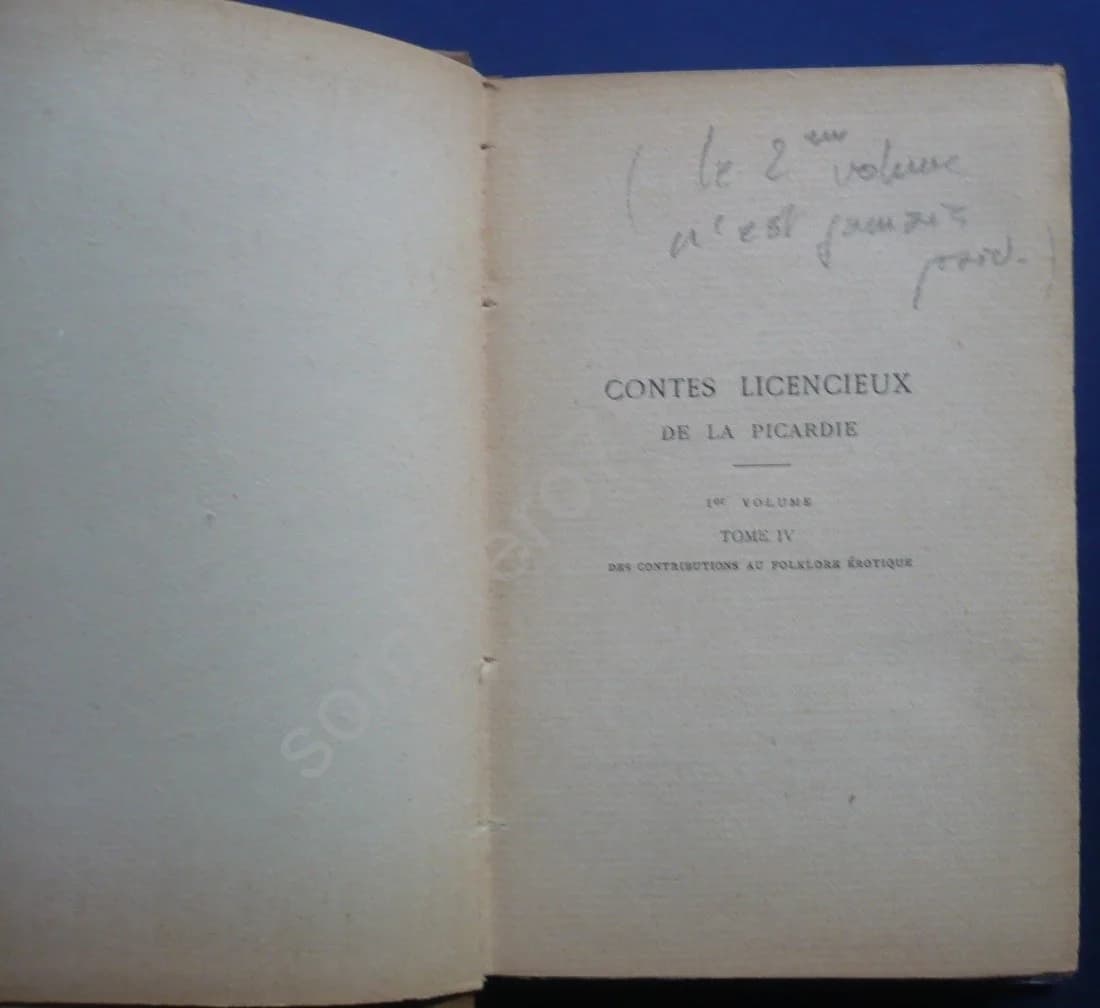 ( le 2eme volume
n'est jamais
paru. )
CONTES LICENCIEUX
DE LA PICARDIE
1er VOLUME
TOME IV
DES CONTRIBUTIONS AU FOLKLORE ÉROTIQUE